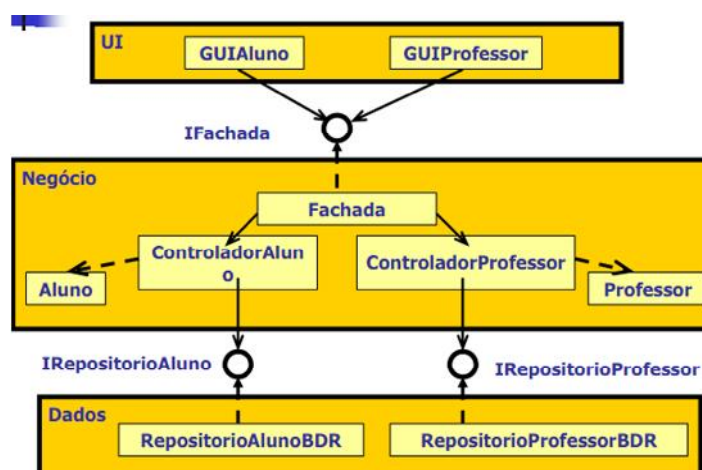 UI
GUIAluno
GUIProfessor
IFachada
Negócio
Fachada
ControladorAlun
o
ControladorProfessor
Aluno
Professor
IRepositorioAluno
IRepositorioProfessor
Dados
RepositorioAlunoBDR
RepositorioProfessorBDR